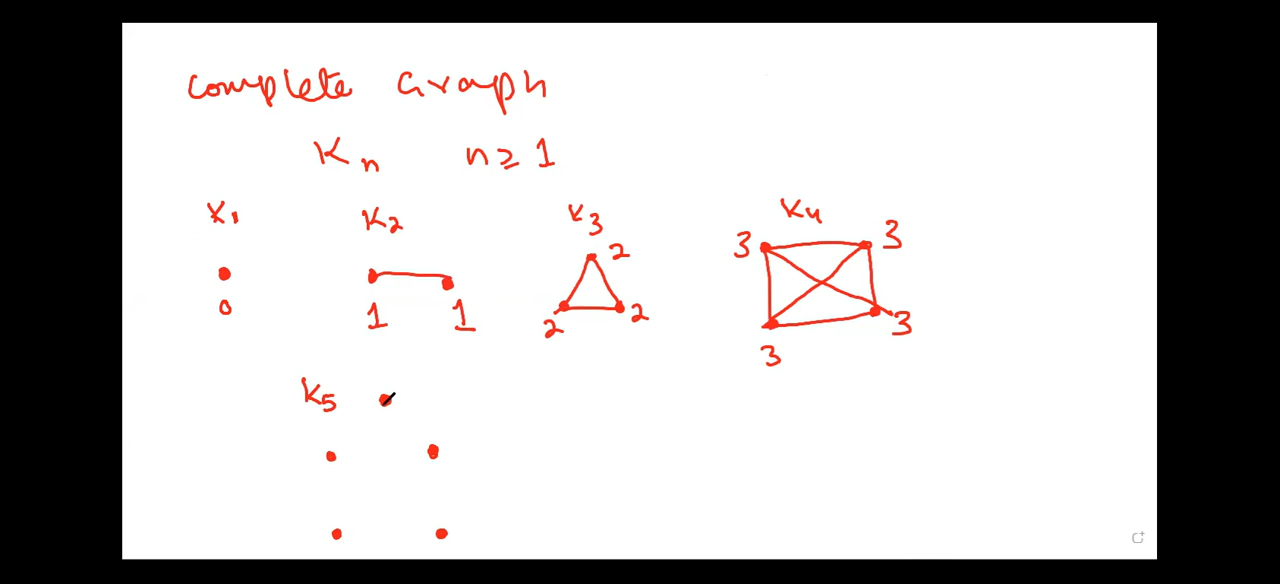 Complete Graph
Kn n ≥ 1
K1 K2 K3 K4
0 1 1 2 2 2 3 3 3 3
K5